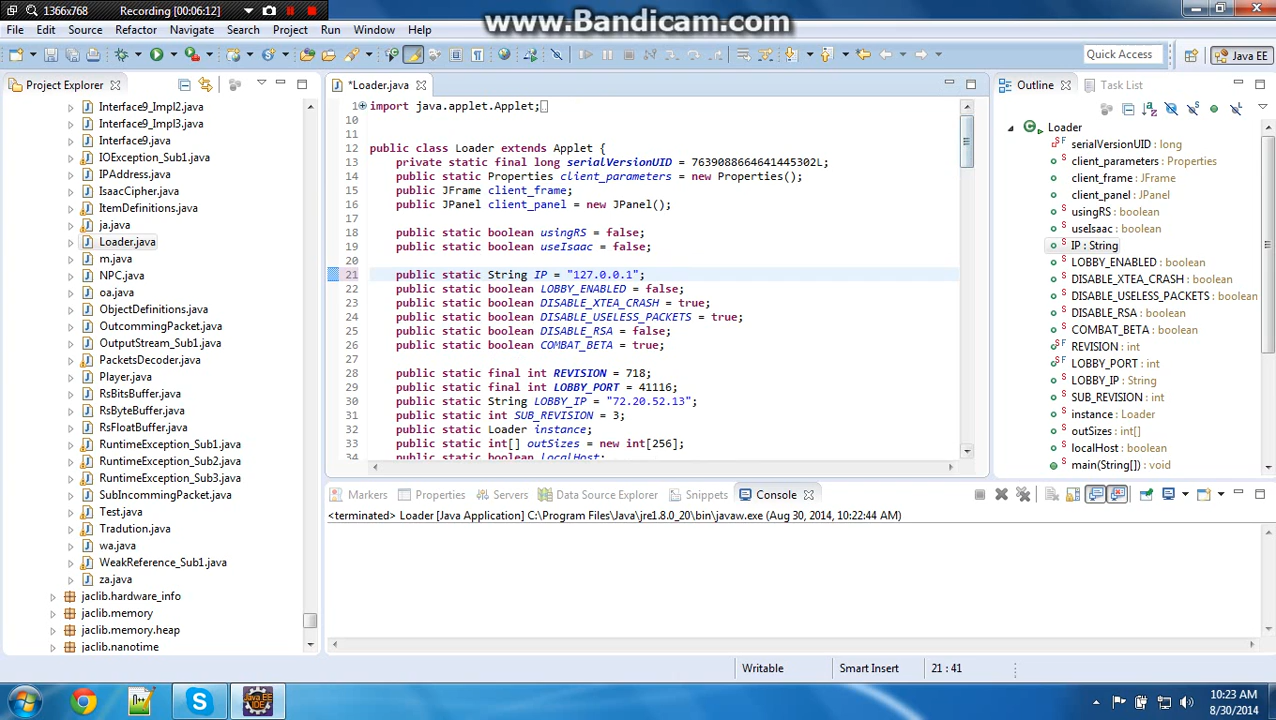 1366x768 Recording [00:06:12]
www.Bandicam.com
File Edit Source Refactor Navigate Search Project Run Window Help
Quick Access Java EE
Project Explorer
Interface9_Impl2.java
Interface9_Impl3.java
Interface9.java
IOException_Sub1.java
IPAddress.java
IsaacCipher.java
ItemDefinitions.java
ja.java
Loader.java
m.java
NPC.java
oa.java
ObjectDefinitions.java
OutcommingPacket.java
OutputStream_Sub1.java
PacketsDecoder.java
Player.java
RsBitsBuffer.java
RsByteBuffer.java
RsFloatBuffer.java
RuntimeException_Sub1.java
RuntimeException_Sub2.java
RuntimeException_Sub3.java
SubIncommingPacket.java
Test.java
Tradution.java
wa.java
WeakReference_Sub1.java
za.java
jaclib.hardware_info
jaclib.memory
jaclib.memory.heap
jaclib.nanotime
*Loader.java
1 import java.applet.Applet;
10
11
12 public class Loader extends Applet {
13 private static final long serialVersionUID = 7639088664641445302L;
14 public static Properties client_parameters = new Properties();
15 public JFrame client_frame;
16 public JPanel client_panel = new JPanel();
17
18 public static boolean usingRS = false;
19 public static boolean useIsaac = false;
20
21 public static String IP = "127.0.0.1";
22 public static boolean LOBBY_ENABLED = false;
23 public static boolean DISABLE_XTEA_CRASH = true;
24 public static boolean DISABLE_USELESS_PACKETS = true;
25 public static boolean DISABLE_RSA = false;
26 public static boolean COMBAT_BETA = true;
27
28 public static final int REVISION = 718;
29 public static final int LOBBY_PORT = 41116;
30 public static String LOBBY_IP = "72.20.52.13";
31 public static int SUB_REVISION = 3;
32 public static Loader instance;
33 public static int[] outSizes = new int[256];
34 public static boolean localHost;
Outline Task List
Loader
serialVersionUID : long
client_parameters : Properties
client_frame : JFrame
client_panel : JPanel
usingRS : boolean
useIsaac : boolean
IP : String
LOBBY_ENABLED : boolean
DISABLE_XTEA_CRASH : boolean
DISABLE_USELESS_PACKETS : boolean
DISABLE_RSA : boolean
COMBAT_BETA : boolean
REVISION : int
LOBBY_PORT : int
LOBBY_IP : String
SUB_REVISION : int
instance : Loader
outSizes : int[]
localHost : boolean
main(String[]) : void
Markers Properties Servers Data Source Explorer Snippets Console
<terminated> Loader [Java Application] C:\Program Files\Java\jre1.8.0_20\bin\javaw.exe (Aug 30, 2014, 10:22:44 AM)
Writable Smart Insert 21 : 41
10:23 AM
8/30/2014